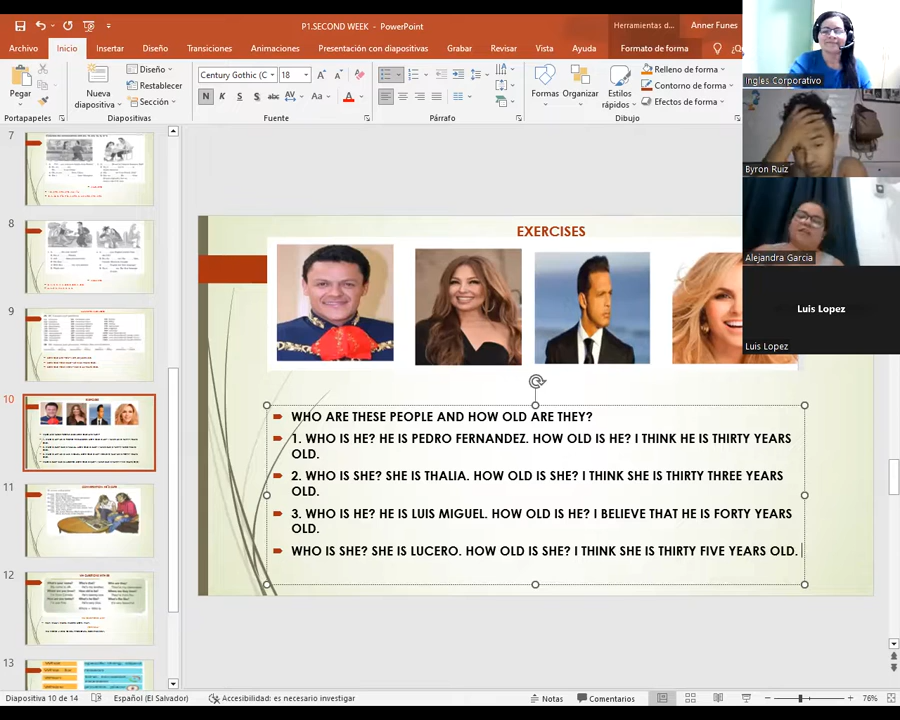 P1.SECOND WEEK - PowerPoint
Herramientas d...
Anner Funes
Archivo
Inicio
Insertar
Diseño
Transiciones
Animaciones
Presentación con diapositivas
Grabar
Revisar
Vista
Ayuda
Formato de forma
Pegar
Nueva
diapositiva
Diseño
Restablecer
Sección
Century Gothic (C
18
N
K
S
S
abc
AV
Aa
A
Formas
Organizar
Estilos
rápidos
Relleno de forma
Contorno de forma
Efectos de forma
Portapapeles
Diapositivas
Fuente
Párrafo
Dibujo
Ingles Corporativo
Byron Ruiz
Alejandra Garcia
Luis Lopez
Luis Lopez
7
8
9
10
11
12
13
EXERCISES
WHO ARE THESE PEOPLE AND HOW OLD ARE THEY?
1. WHO IS HE? HE IS PEDRO FERNANDEZ. HOW OLD IS HE? I THINK HE IS THIRTY YEARS
OLD.
2. WHO IS SHE? SHE IS THALIA. HOW OLD IS SHE? I THINK SHE IS THIRTY THREE YEARS
OLD.
3. WHO IS HE? HE IS LUIS MIGUEL. HOW OLD IS HE? I BELIEVE THAT HE IS FORTY YEARS
OLD.
WHO IS SHE? SHE IS LUCERO. HOW OLD IS SHE? I THINK SHE IS THIRTY FIVE YEARS OLD.
Diapositiva 10 de 14
Español (El Salvador)
Accesibilidad: es necesario investigar
Notas
Comentarios
76%